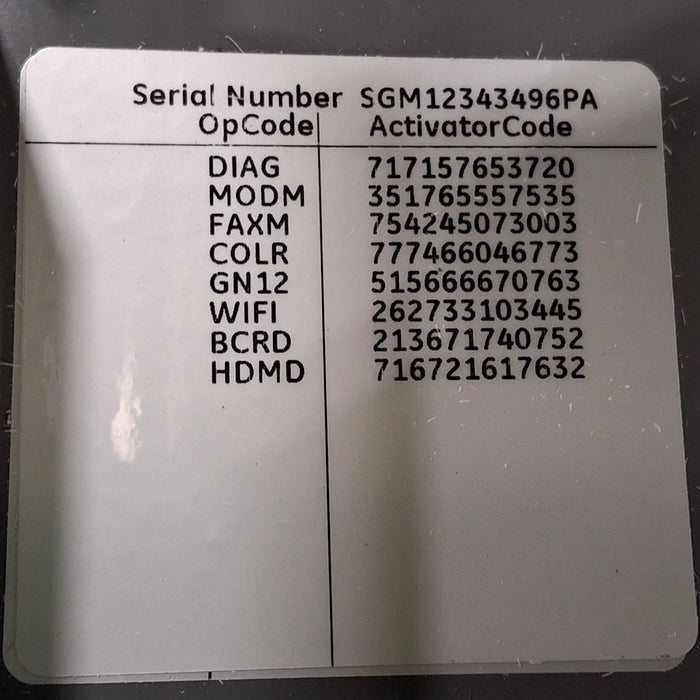 Serial Number SGM12343496PA
OpCode ActivatorCode
DIAG 717157653720
MODM 351765557535
FAXM 754245073003
COLR 777466046773
GN12 515666670763
WIFI 262733103445
BCRD 213671740752
HDMD 716721617632